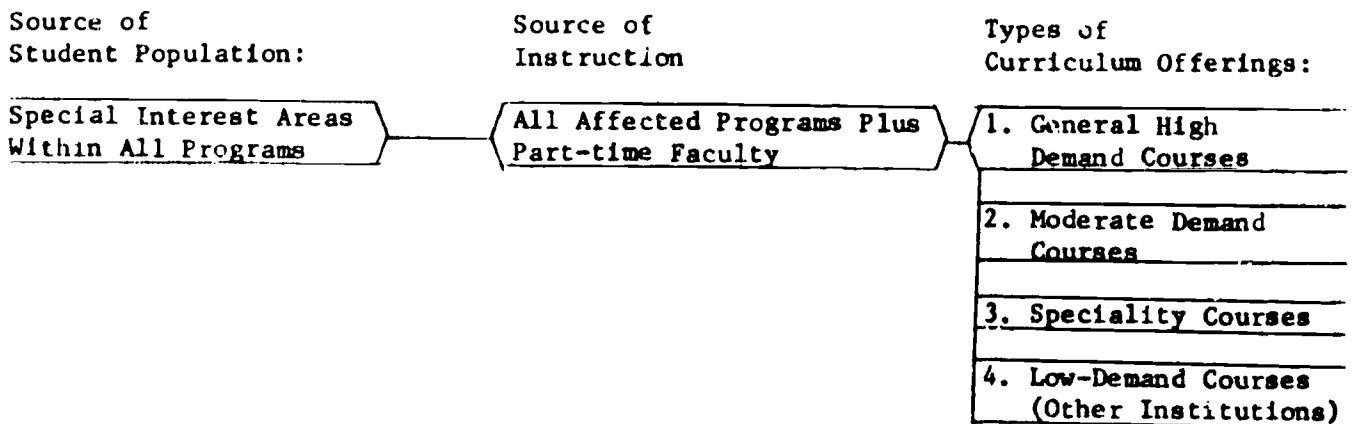 Source of
Student Population:
Source of
Instruction
Types of
Curriculum Offerings:
Special Interest Areas
Within All Programs
All Affected Programs Plus
Part-time Faculty
1. General High
Demand Courses
2. Moderate Demand
Courses
3. Speciality Courses
4. Low-Demand Courses
(Other Institutions)